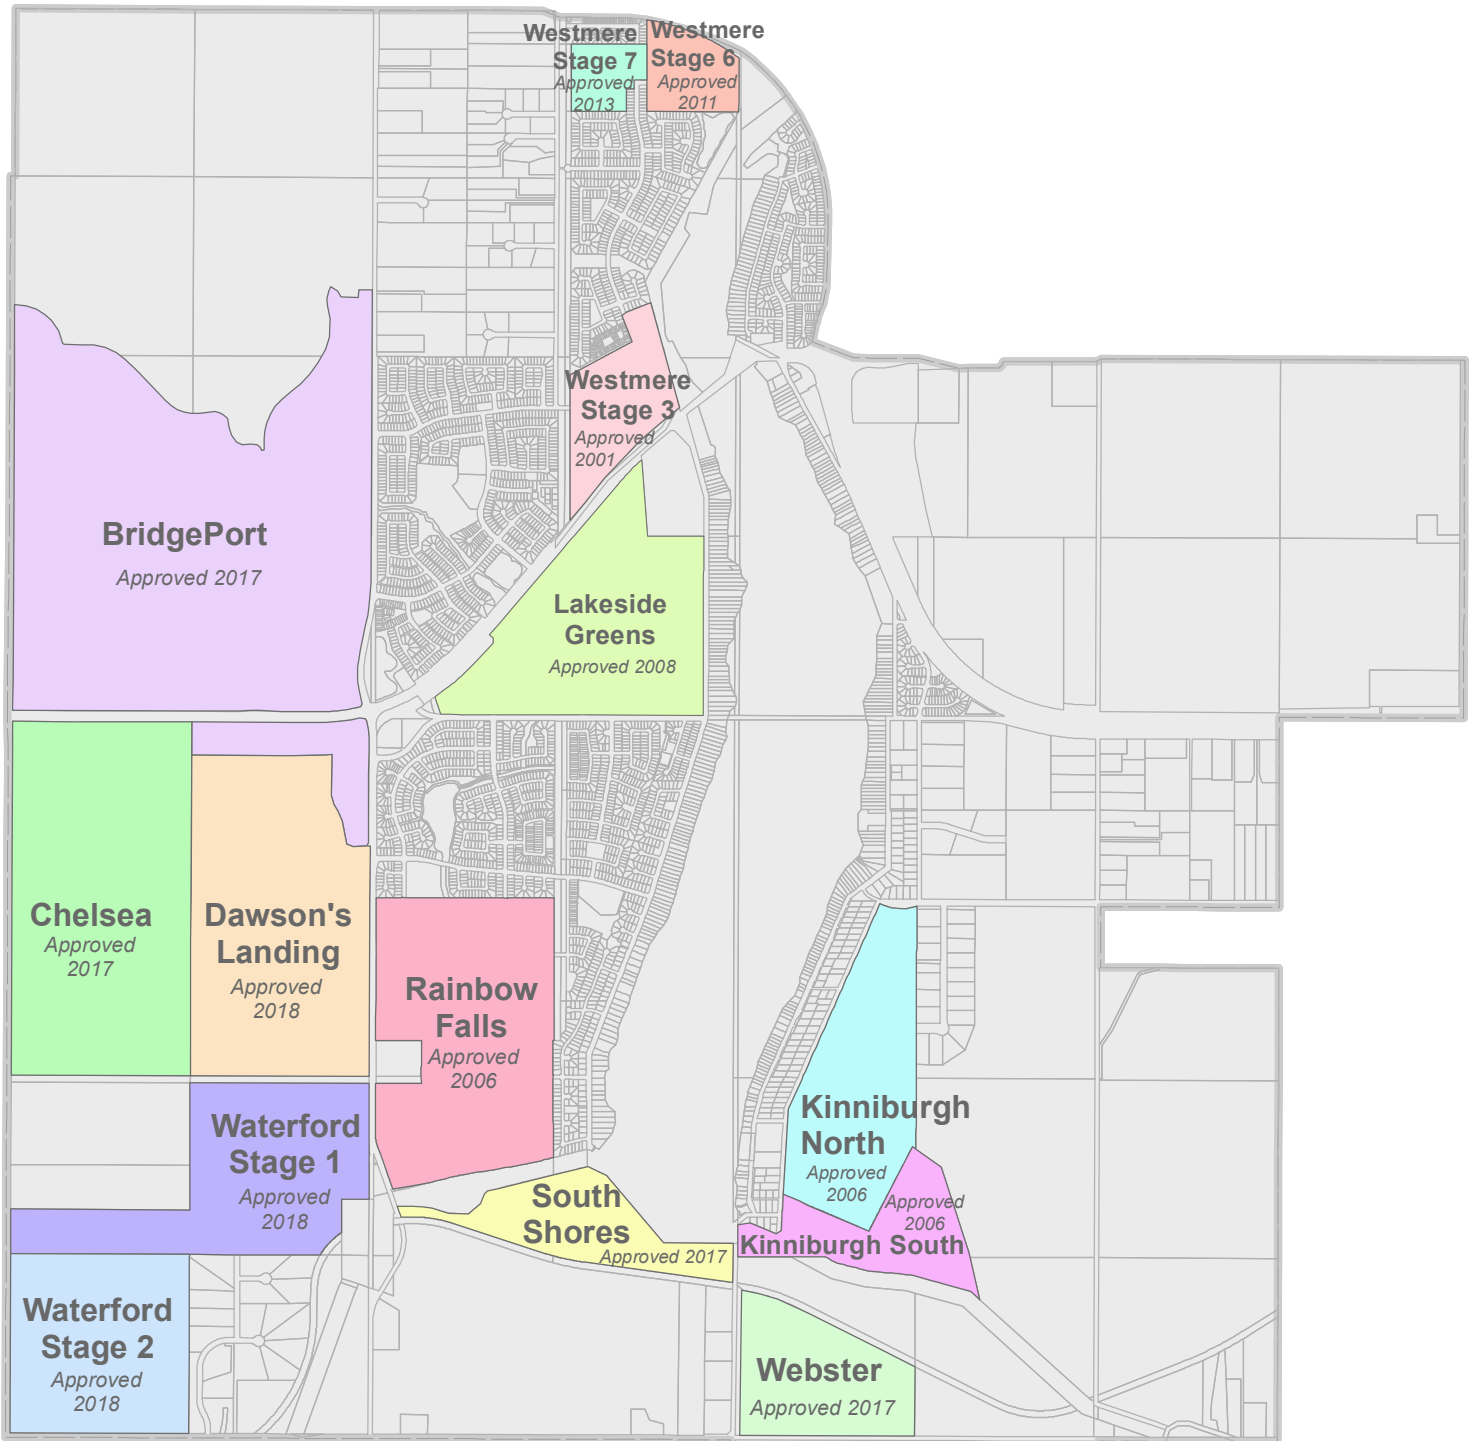 Westmere
Stage 7
Approved
2013
Westmere
Stage 6
Approved
2011
Westmere
Stage 3
Approved
2001
BridgePort
Approved 2017
Lakeside
Greens
Approved 2008
Chelsea
Approved
2017
Dawson's
Landing
Approved
2018
Rainbow
Falls
Approved
2006
Kinniburgh
North
Approved
2006
Waterford
Stage 1
Approved
2018
South
Shores
Approved 2017
Approved
2006
Kinniburgh South
Waterford
Stage 2
Approved
2018
Webster
Approved 2017